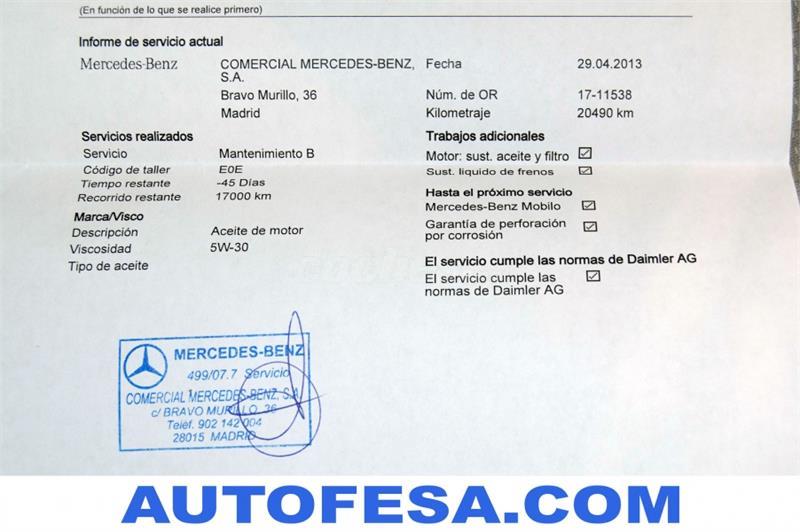 (En función de lo que se realice primero)
Informe de servicio actual
Mercedes-Benz COMERCIAL MERCEDES-BENZ, S.A. Fecha 29.04.2013
Bravo Murillo, 36 Núm. de OR 17-11538
Madrid Kilometraje 20490 km
Servicios realizados Trabajos adicionales
Servicio Mantenimiento B Motor: sust. aceite y filtro
Código de taller E0E Sust. liquido de frenos
Tiempo restante -45 Días
Recorrido restante 17000 km
Hasta el próximo servicio
Mercedes-Benz Mobilo
Marca/Visco
Descripción Aceite de motor
Viscosidad 5W-30
Tipo de aceite
Garantía de perforación
por corrosión
El servicio cumple las normas de Daimler AG
El servicio cumple las
normas de Daimler AG
MERCEDES-BENZ
499/07.7 Servicio
COMERCIAL MERCEDES-BENZ, S.A.
c/ BRAVO MURILLO, 36
Teléf. 902 142 004
28015 MADRID
AUTOFESA.COM